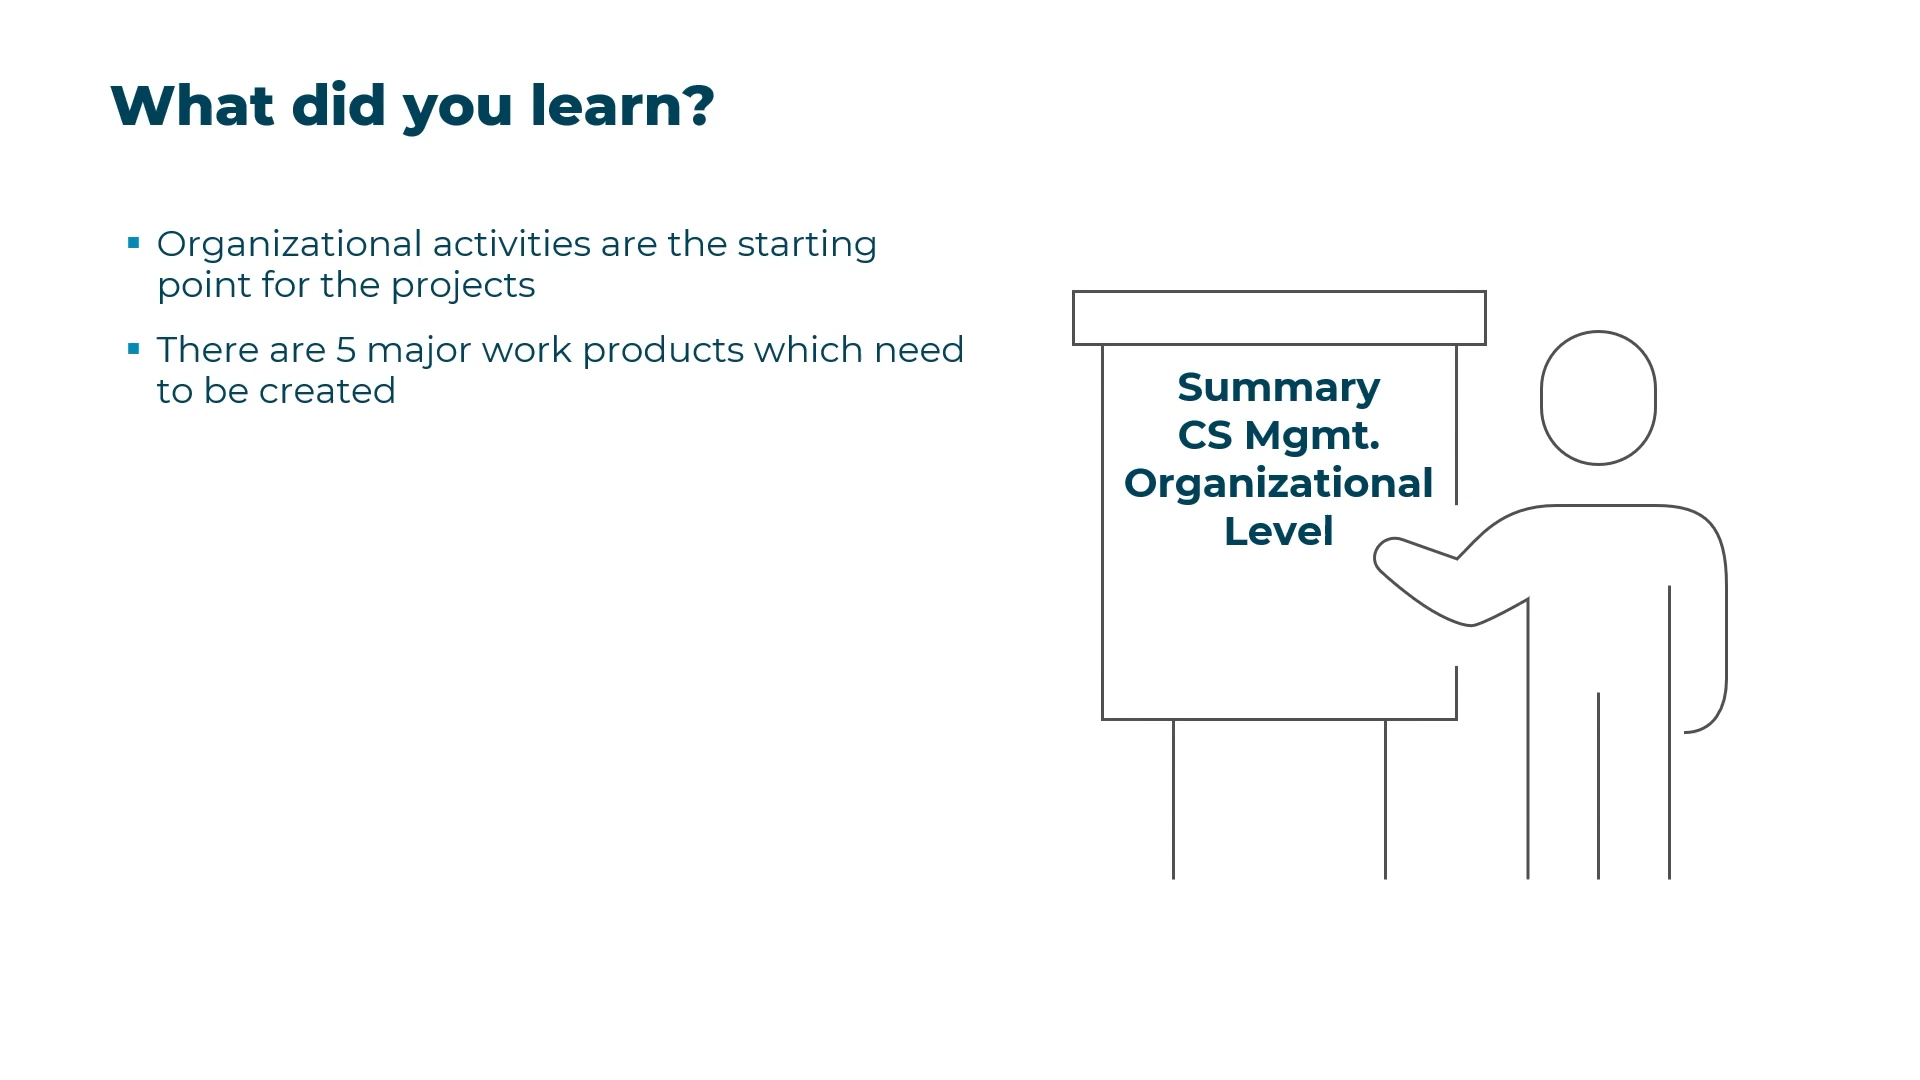 What did you learn?
Organizational activities are the starting
point for the projects
There are 5 major work products which need
to be created
Summary
CS Mgmt.
Organizational
Level